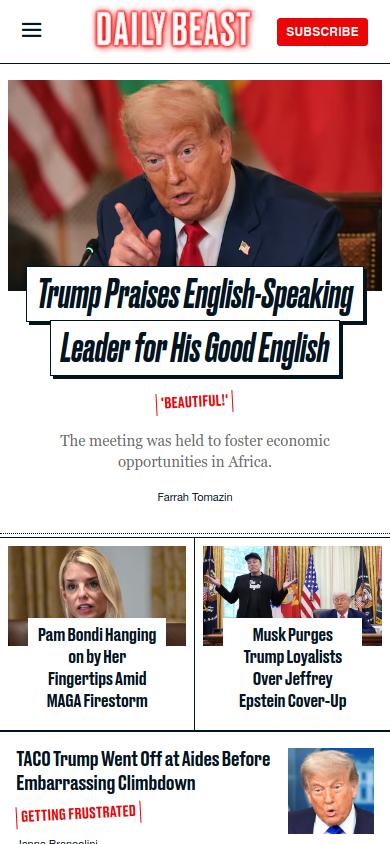 DAILY BEAST
SUBSCRIBE
Trump Praises English-Speaking
Leader for His Good English
'BEAUTIFUL!'
The meeting was held to foster economic
opportunities in Africa.
Farrah Tomazin
Pam Bondi Hanging
on by Her
Fingertips Amid
MAGA Firestorm
Musk Purges
Trump Loyalists
Over Jeffrey
Epstein Cover-Up
TACO Trump Went Off at Aides Before
Embarrassing Climbdown
GETTING FRUSTRATED